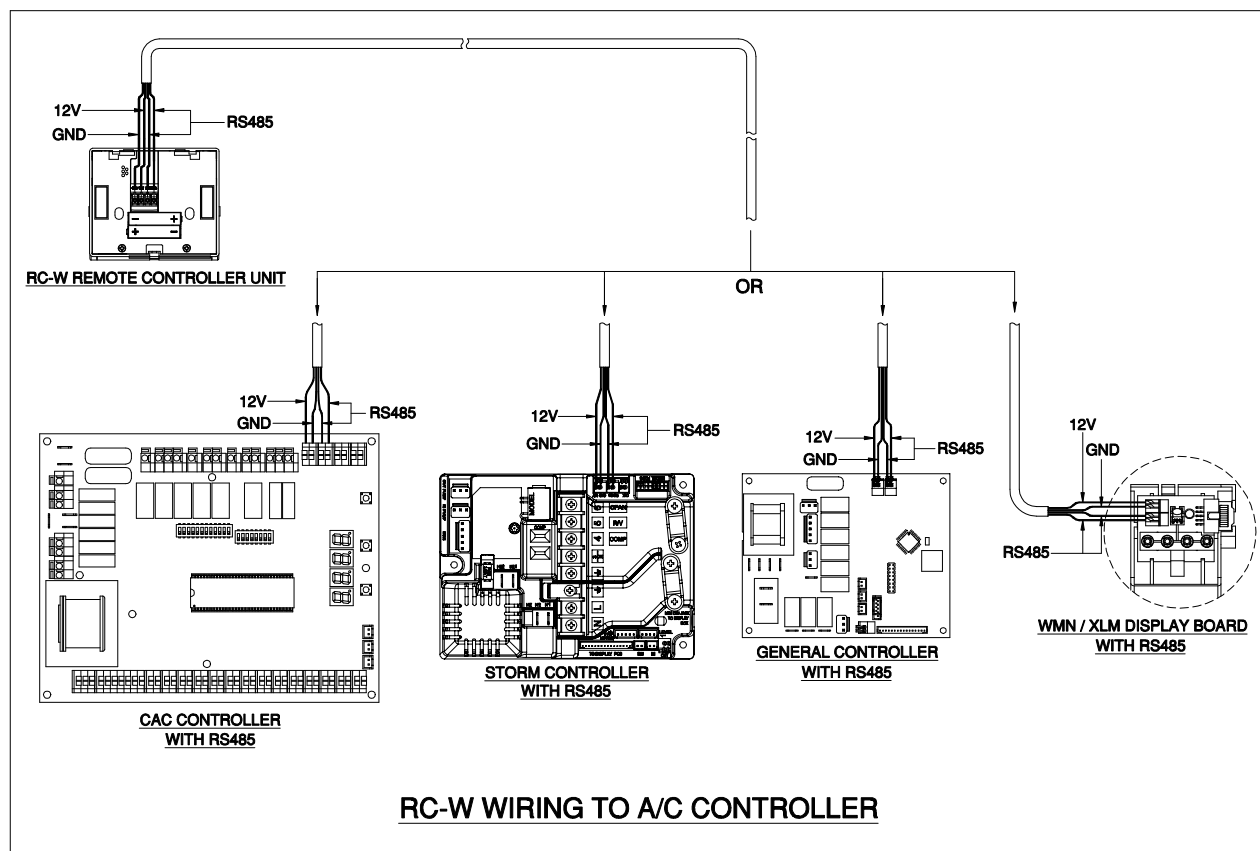 12V
GND
RS485
RC-W REMOTE CONTROLLER UNIT
OR
12V
GND
RS485
CAC CONTROLLER
WITH RS485
12V
GND
RS485
OFAN
R/V
COMP
L
N
STORM CONTROLLER
WITH RS485
12V
GND
RS485
GENERAL CONTROLLER
WITH RS485
12V
GND
RS485
WMN / XLM DISPLAY BOARD
WITH RS485
RC-W WIRING TO A/C CONTROLLER